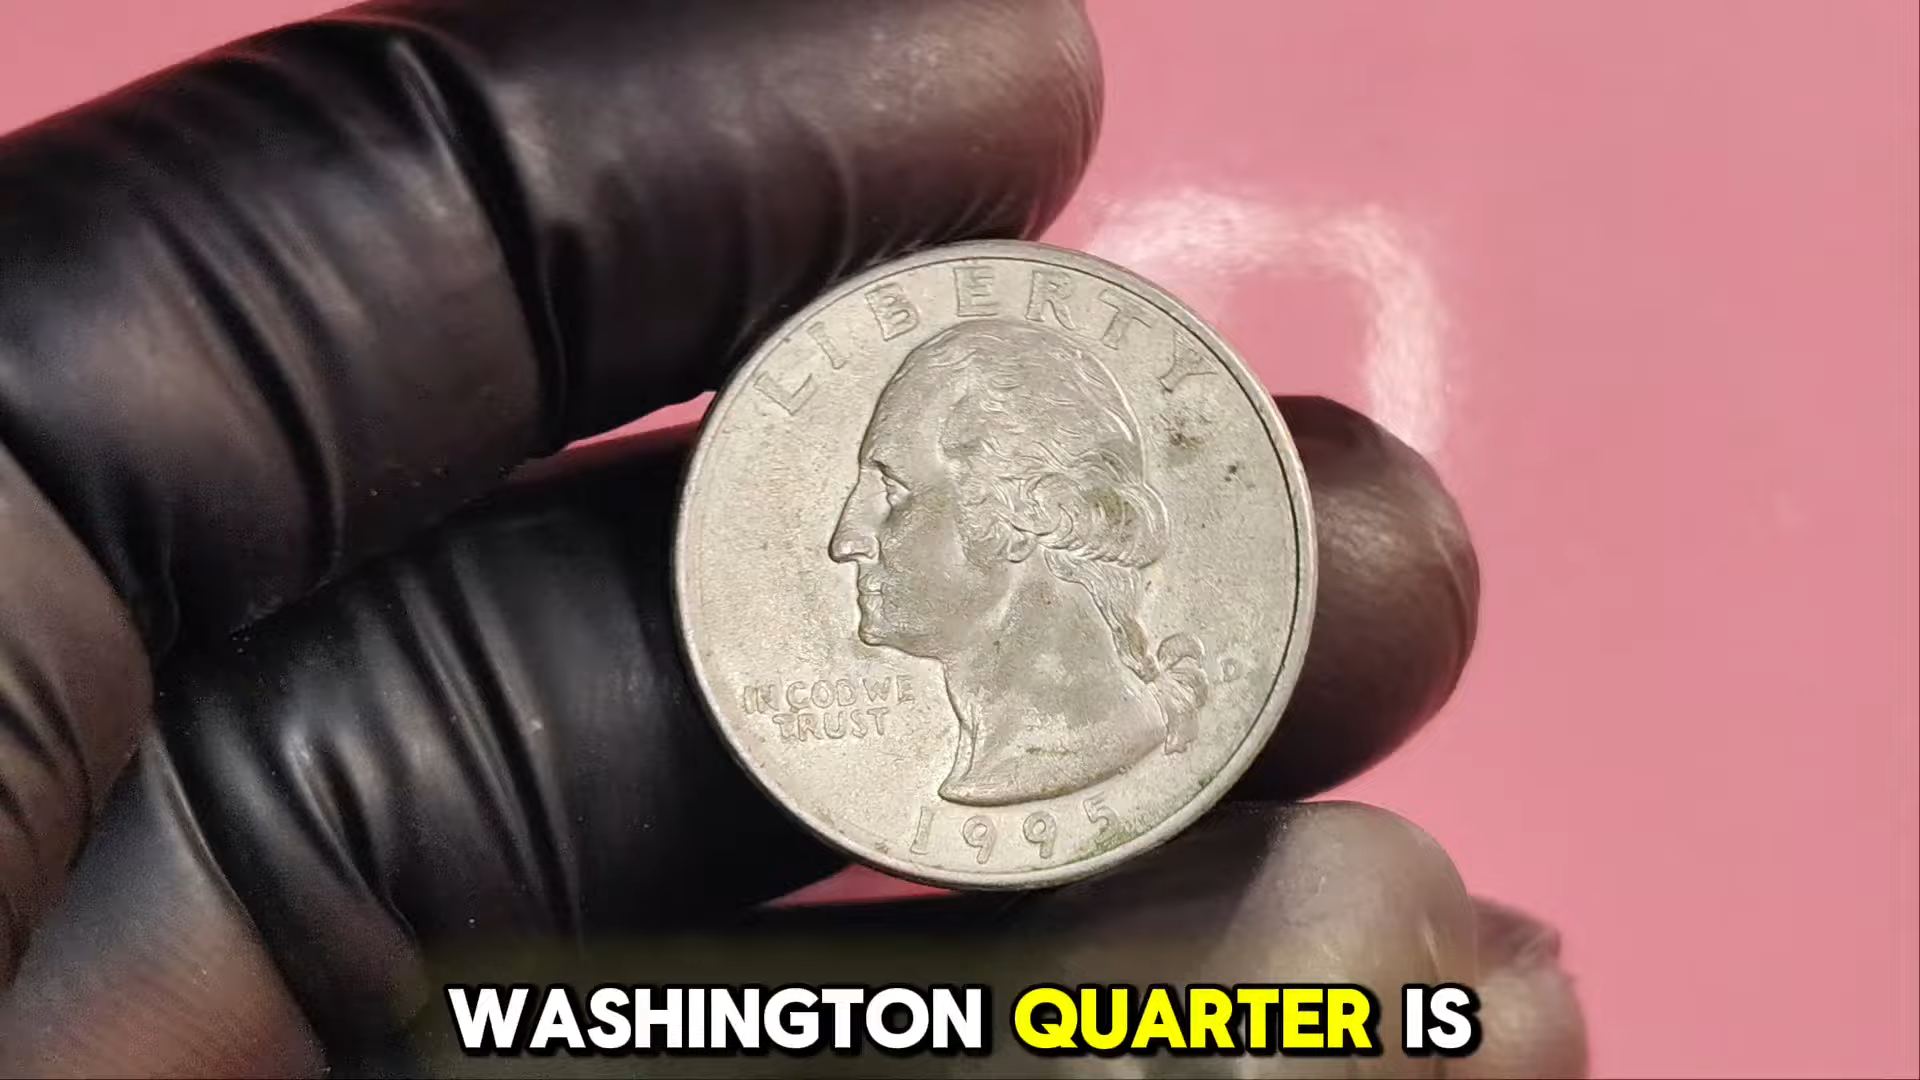 LIBERTY
IN GOD WE
TRUST
D
1995
WASHINGTON QUARTER IS